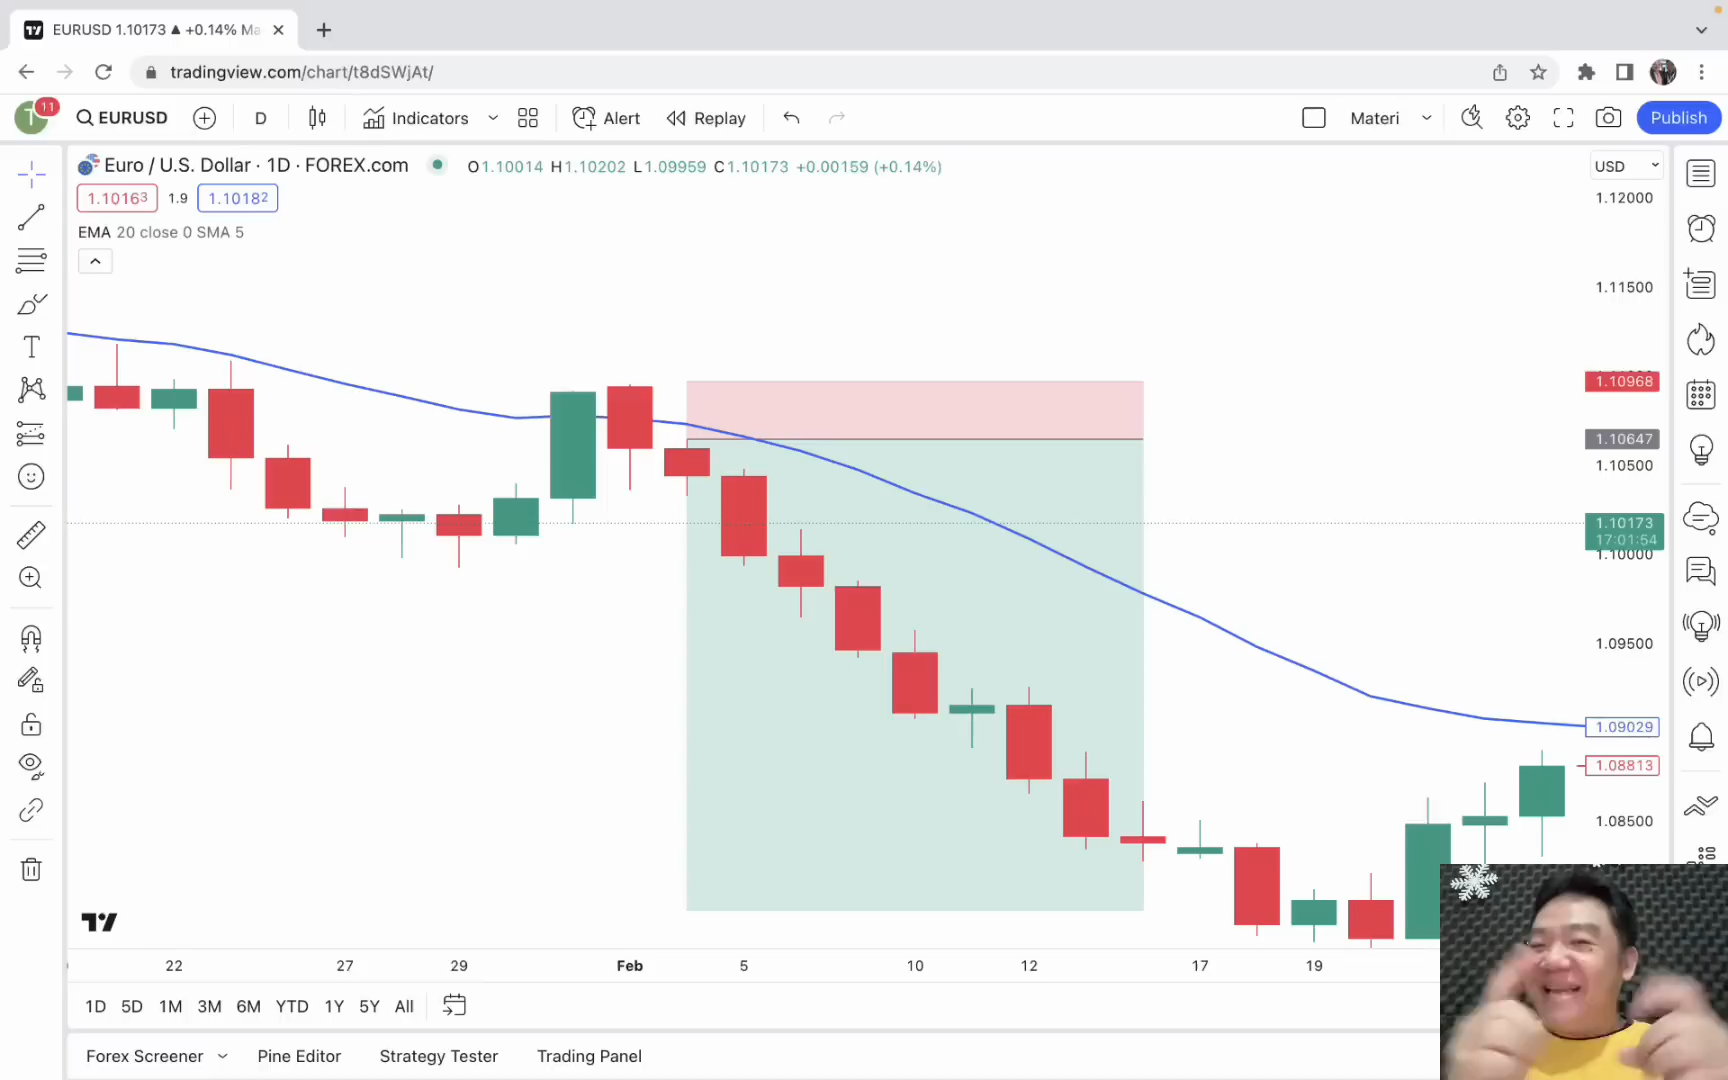 EURUSD 1.10173 ▲ +0.14% Ma
tradingview.com/chart/t8dSWjAt/
T 11 EURUSD D Indicators Alert Replay Materi Publish
Euro / U.S. Dollar · 1D · FOREX.com O1.10014 H1.10202 L1.09959 C1.10173 +0.00159 (+0.14%) USD
1.10163 1.9 1.10182
EMA 20 close 0 SMA 5
1.12000
1.11500
1.10968
1.10647
1.10500
1.10173
17:01:54
1.10000
1.09500
1.09029
1.08813
1.08500
22 27 29 Feb 5 10 12 17 19
1D 5D 1M 3M 6M YTD 1Y 5Y All
Forex Screener Pine Editor Strategy Tester Trading Panel